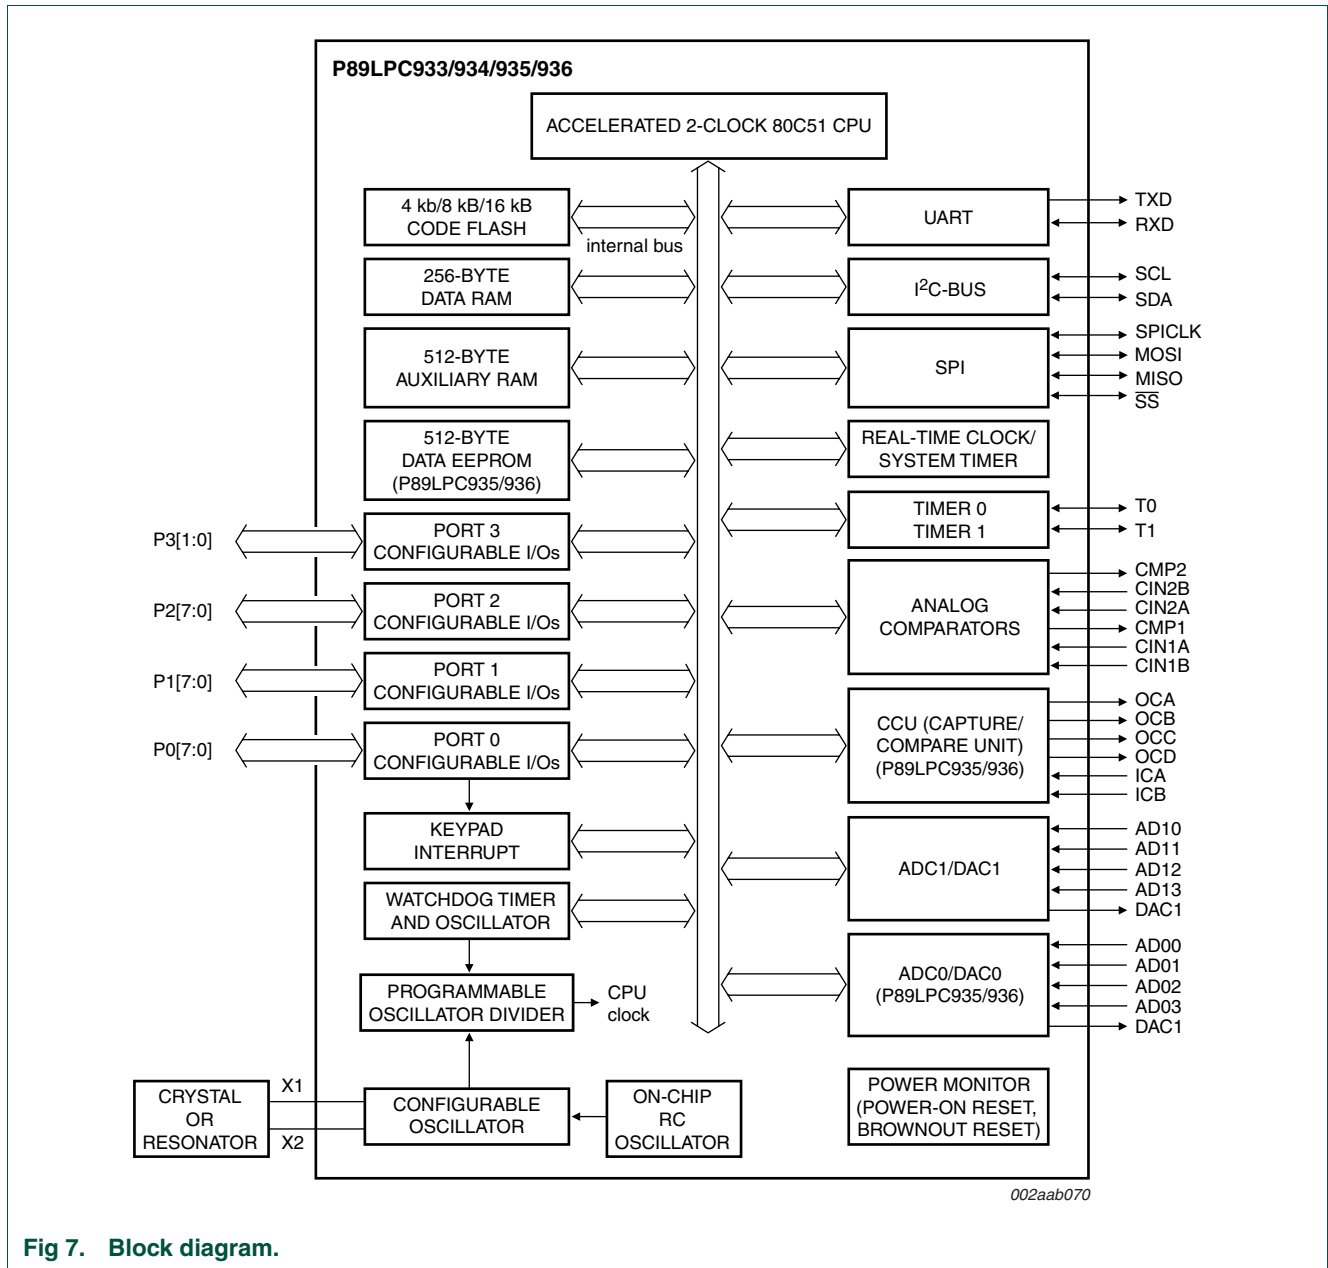 P89LPC933/934/935/936
ACCELERATED 2-CLOCK 80C51 CPU
4 kb/8 kB/16 kB
CODE FLASH
internal bus
256-BYTE
DATA RAM
512-BYTE
AUXILIARY RAM
512-BYTE
DATA EEPROM
(P89LPC935/936)
P3[1:0]
PORT 3
CONFIGURABLE I/Os
P2[7:0]
PORT 2
CONFIGURABLE I/Os
P1[7:0]
PORT 1
CONFIGURABLE I/Os
P0[7:0]
PORT 0
CONFIGURABLE I/Os
KEYPAD
INTERRUPT
WATCHDOG TIMER
AND OSCILLATOR
PROGRAMMABLE
OSCILLATOR DIVIDER
CPU
clock
CRYSTAL
OR
RESONATOR
X1
X2
CONFIGURABLE
OSCILLATOR
ON-CHIP
RC
OSCILLATOR
UART
TXD
RXD
I²C-BUS
SCL
SDA
SPI
SPICLK
MOSI
MISO
S̅S̅
REAL-TIME CLOCK/
SYSTEM TIMER
TIMER 0
TIMER 1
T0
T1
ANALOG
COMPARATORS
CMP2
CIN2B
CIN2A
CMP1
CIN1A
CIN1B
CCU (CAPTURE/
COMPARE UNIT)
(P89LPC935/936)
OCA
OCB
OCC
OCD
ICA
ICB
ADC1/DAC1
AD10
AD11
AD12
AD13
DAC1
ADC0/DAC0
(P89LPC935/936)
AD00
AD01
AD02
AD03
DAC1
POWER MONITOR
(POWER-ON RESET,
BROWNOUT RESET)
002aab070
Fig 7. Block diagram.